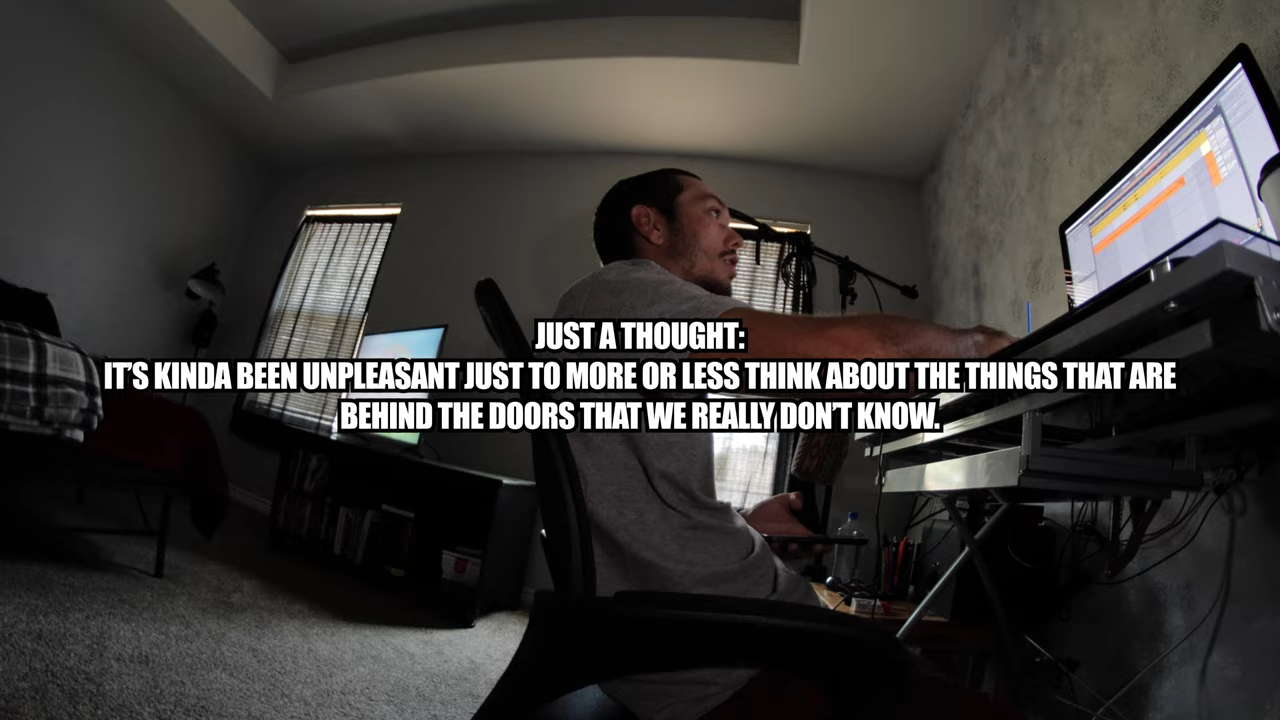 JUST A THOUGHT:
IT'S KINDA BEEN UNPLEASANT JUST TO MORE OR LESS THINK ABOUT THE THINGS THAT ARE
BEHIND THE DOORS THAT WE REALLY DON'T KNOW.